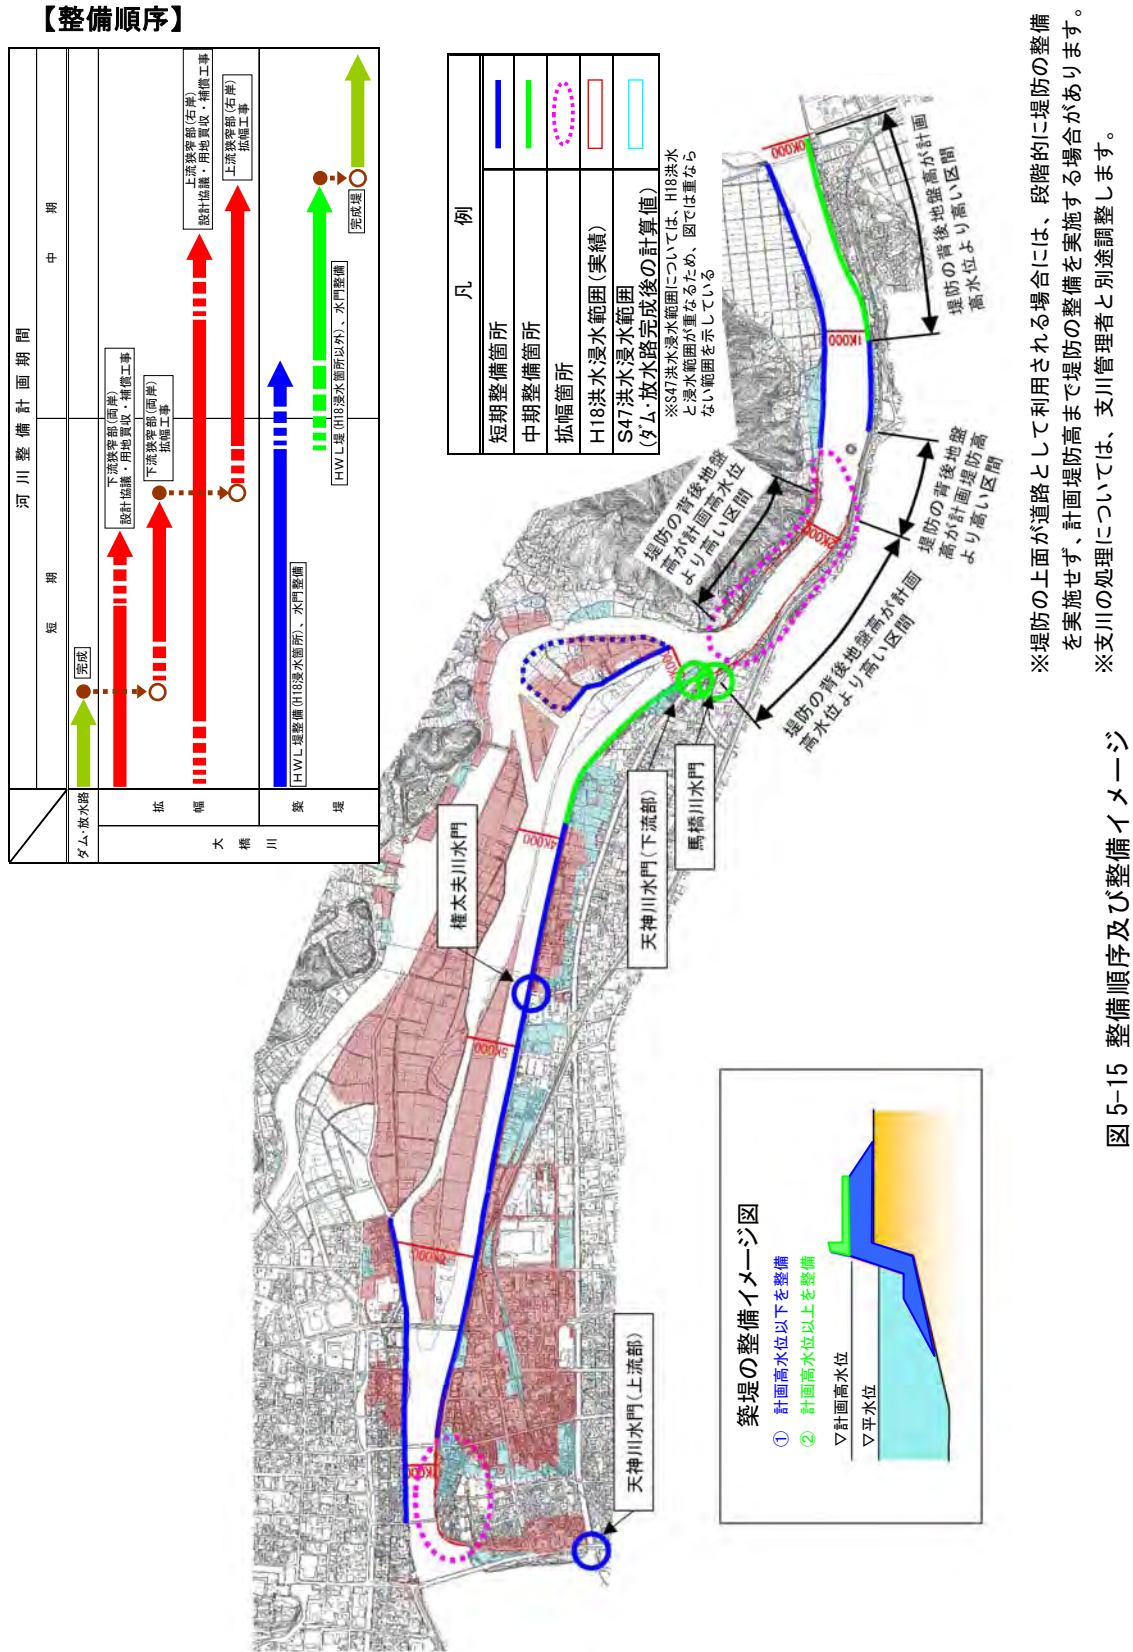 【整備順序】
河川整備計画期間
短期
中期
ダム・放水路
大橋川
拡幅
築堤
完成
下流狭窄部(両岸)
設計協議・用地買収・補償工事
下流狭窄部(両岸)
拡幅工事
上流狭窄部(右岸)
設計協議・用地買収・補償工事
上流狭窄部(右岸)
拡幅工事
HWL堤整備(H18浸水箇所)、水門整備
HWL堤(H18浸水箇所以外)、水門整備
完成堤
凡例
短期整備箇所
中期整備箇所
拡幅箇所
H18洪水浸水範囲(実績)
S47洪水浸水範囲
(ダム・放水路完成後の計算値)
※S47洪水浸水範囲については、H18洪水
と浸水範囲が重なるため、図では重なら
ない範囲を示している
0K000
1K000
2K000
3K000
4K000
5K000
6K000
7K000
堤防の背後地盤高が計画
高水位より高い区間
堤防の背後地盤
高が計画堤防高
より高い区間
堤防の背後地盤
高が計画高水位
より高い区間
堤防の背後地盤高が計画
高水位より高い区間
権太夫川水門
天神川水門(下流部)
馬橋川水門
天神川水門(上流部)
築堤の整備イメージ図
① 計画高水位以下を整備
② 計画高水位以上を整備
▽計画高水位
▽平水位
※堤防の上面が道路として利用される場合には、段階的に堤防の整備
を実施せず、計画堤防高まで堤防の整備を実施する場合があります。
※支川の処理については、支川管理者と別途調整します。
図 5-15 整備順序及び整備イメージ